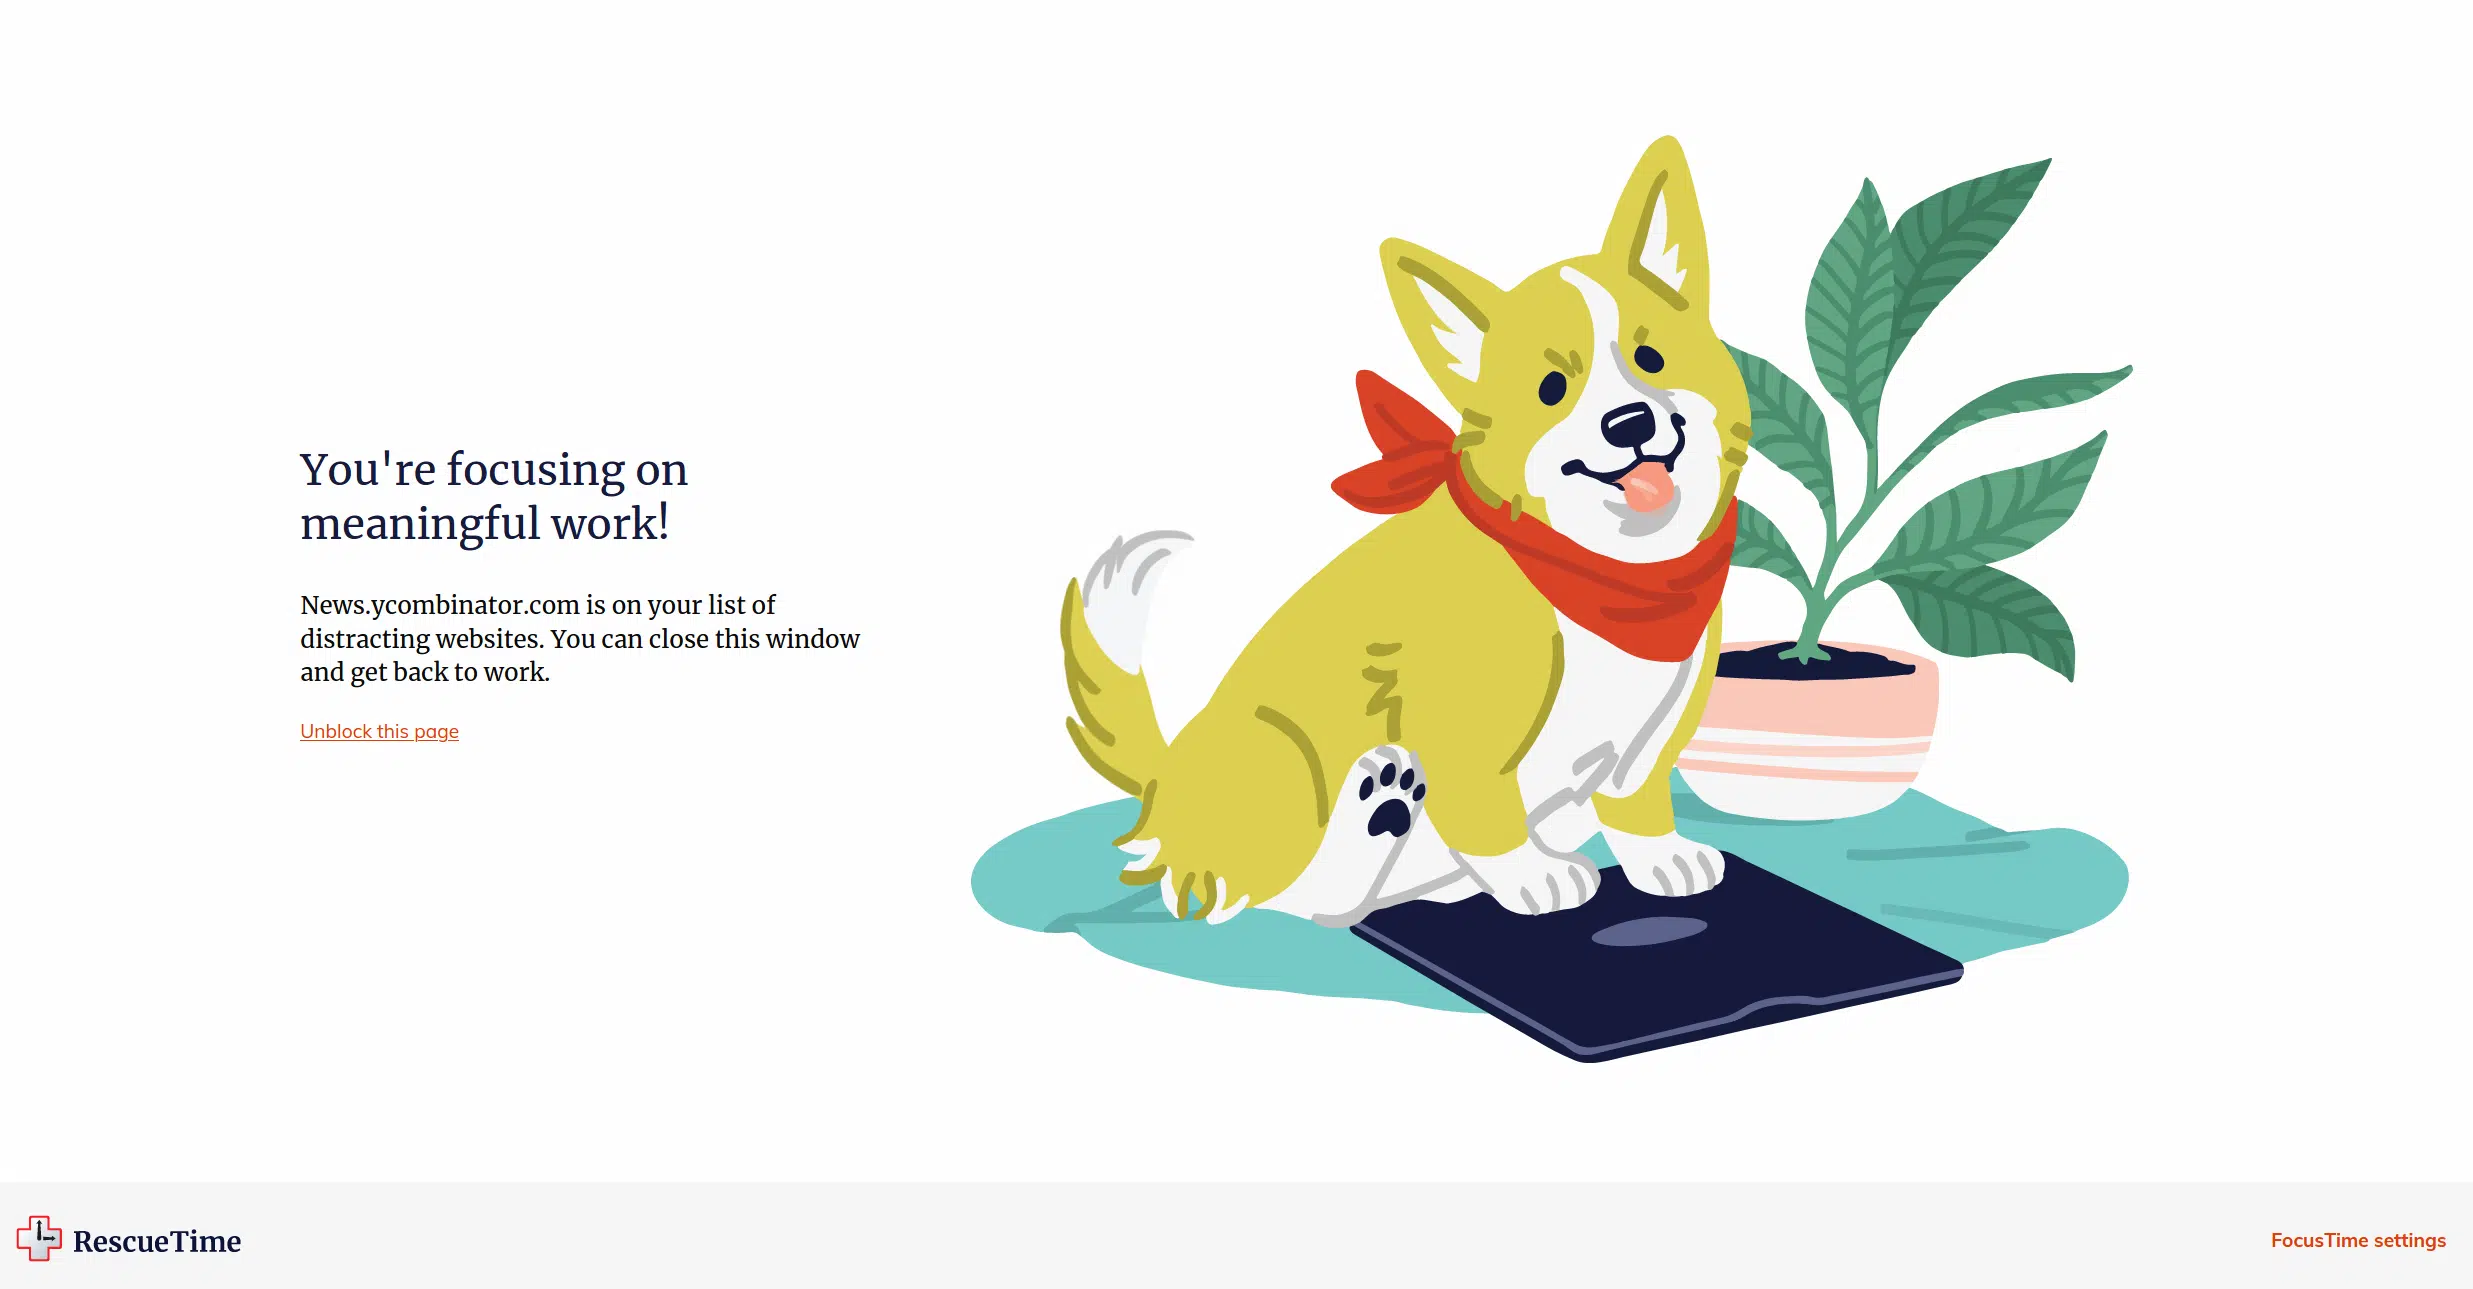 You're focusing on
meaningful work!
News.ycombinator.com is on your list of
distracting websites. You can close this window
and get back to work.
Unblock this page
RescueTime
FocusTime settings